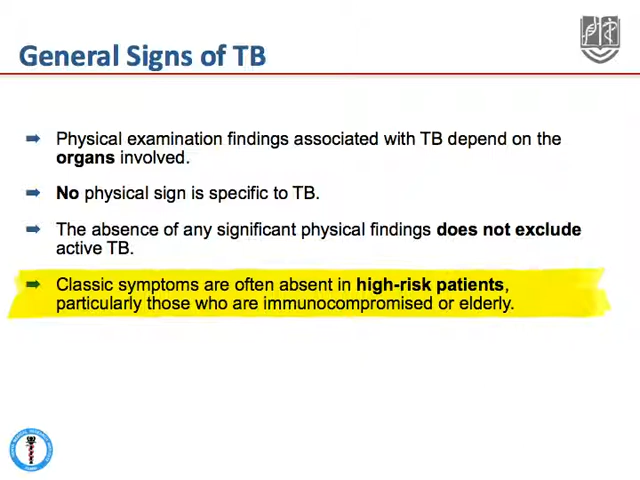 General Signs of TB
Physical examination findings associated with TB depend on the
organs involved.
No physical sign is specific to TB.
The absence of any significant physical findings does not exclude
active TB.
Classic symptoms are often absent in high-risk patients,
particularly those who are immunocompromised or elderly.